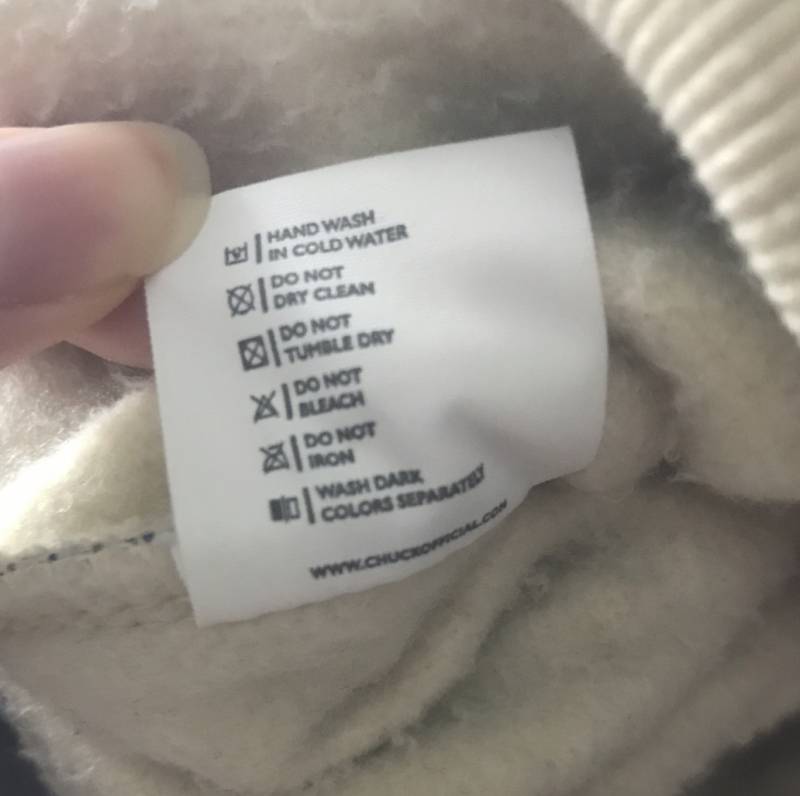 HAND WASH
IN COLD WATER
DO NOT
DRY CLEAN
DO NOT
TUMBLE DRY
DO NOT
BLEACH
DO NOT
IRON
WASH DARK
COLORS SEPARATELY
WWW.CHUCKOFFICIAL.COM